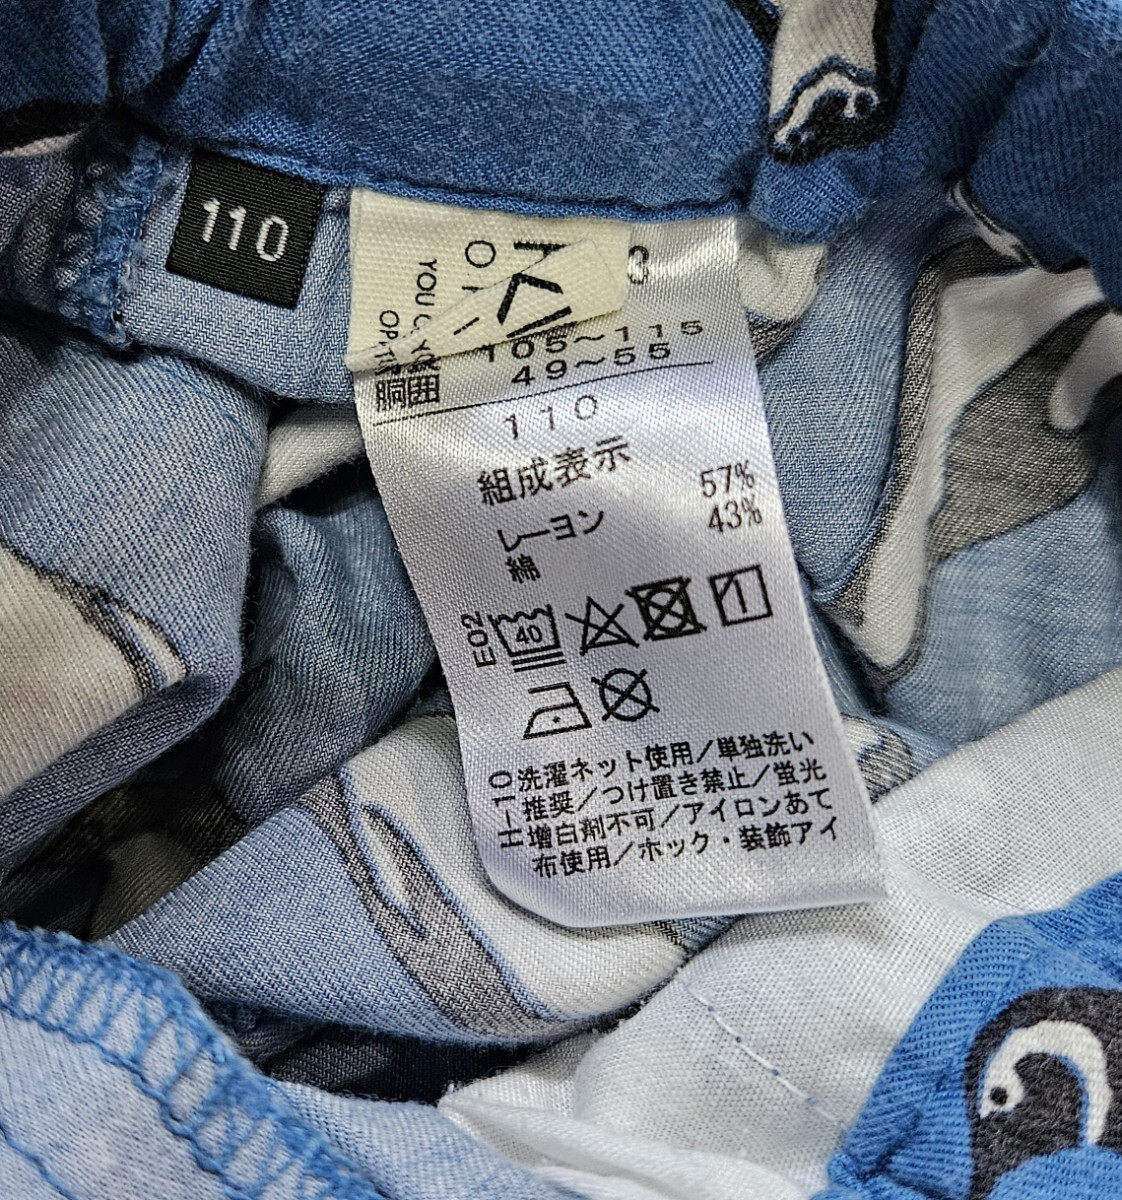 110
YOU
OP
105～115
胴囲 49～55
110
組成表示
レーヨン 57%
綿 43%
E02
40
H-10 洗濯ネット使用/単独洗い
推奨/つけ置き禁止/蛍光
増白剤不可/アイロンあて
布使用/ホック・装飾アイ